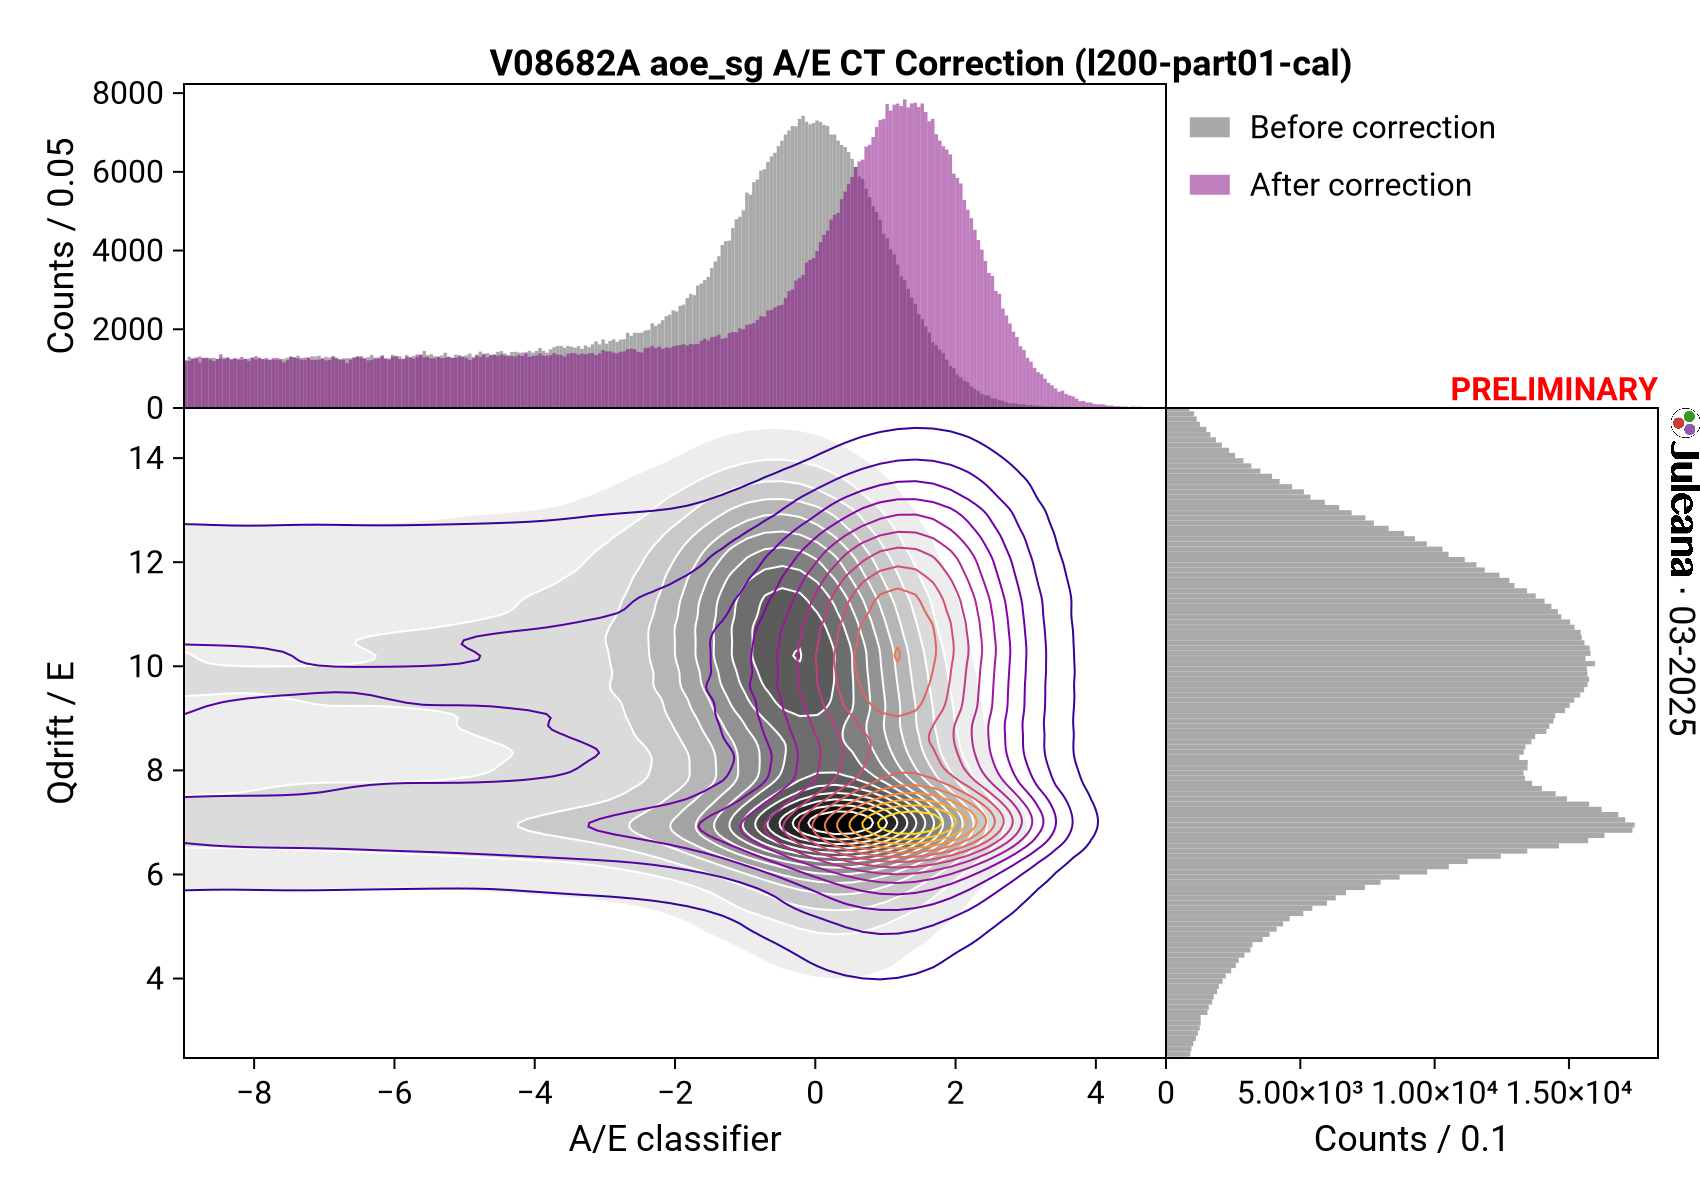 V08682A aoe_sg A/E CT Correction (l200-part01-cal)
Counts / 0.05
8000
6000
4000
2000
0
Before correction
After correction
PRELIMINARY
Juleana · 03-2025
Qdrift / E
14
12
10
8
6
4
−8 −6 −4 −2 0 2 4
A/E classifier
0 5.00×10³ 1.00×10⁴ 1.50×10⁴
Counts / 0.1